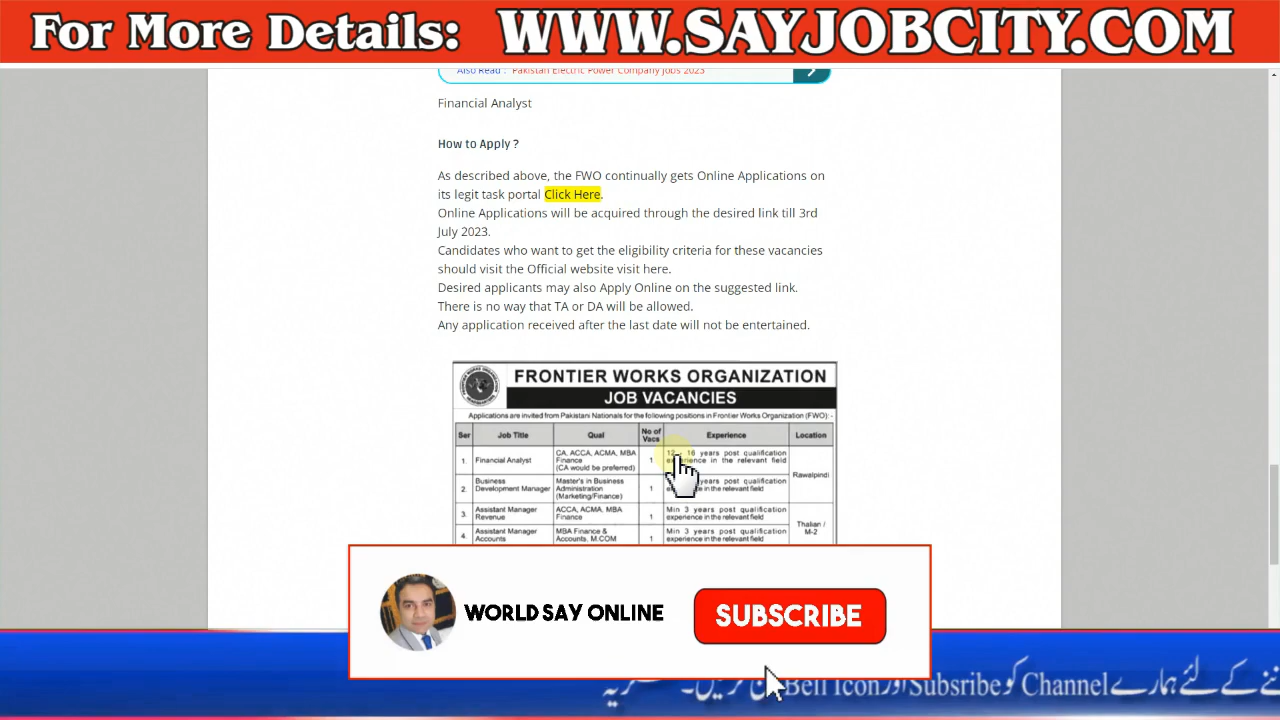 For More Details: WWW.SAYJOBCITY.COM
Also Read : Pakistan Electric Power Company Jobs 2023
Financial Analyst
How to Apply ?
As described above, the FWO continually gets Online Applications on
its legit task portal Click Here.
Online Applications will be acquired through the desired link till 3rd
July 2023.
Candidates who want to get the eligibility criteria for these vacancies
should visit the Official website visit here.
Desired applicants may also Apply Online on the suggested link.
There is no way that TA or DA will be allowed.
Any application received after the last date will not be entertained.
FRONTIER WORKS ORGANIZATION
JOB VACANCIES
Applications are invited from Pakistan Nationals for the following positions in Frontier Works Organization (FWO): -
Ser Job Title Qual No of Vacs Experience Location
1. Financial Analyst CA, ACCA, ACMA, MBA Finance (CA would be preferred) 1 12 - 16 years post qualification experience in the relevant field Rawalpindi
2. Business Development Manager Master's in Business Administration (Marketing/Finance) 1 years post qualification experience in the relevant field
3. Assistant Manager Revenue ACCA, ACMA, MBA Finance 1 Min 3 years post qualification experience in the relevant field Thalian / M-2
4. Assistant Manager Accounts MBA Finance & Accounts, M.COM 1 Min 3 years post qualification experience in the relevant field
WORLD SAY ONLINE
SUBSCRIBE
کے لئے ہمارے Channel کو Subsribe اور Bell Icon